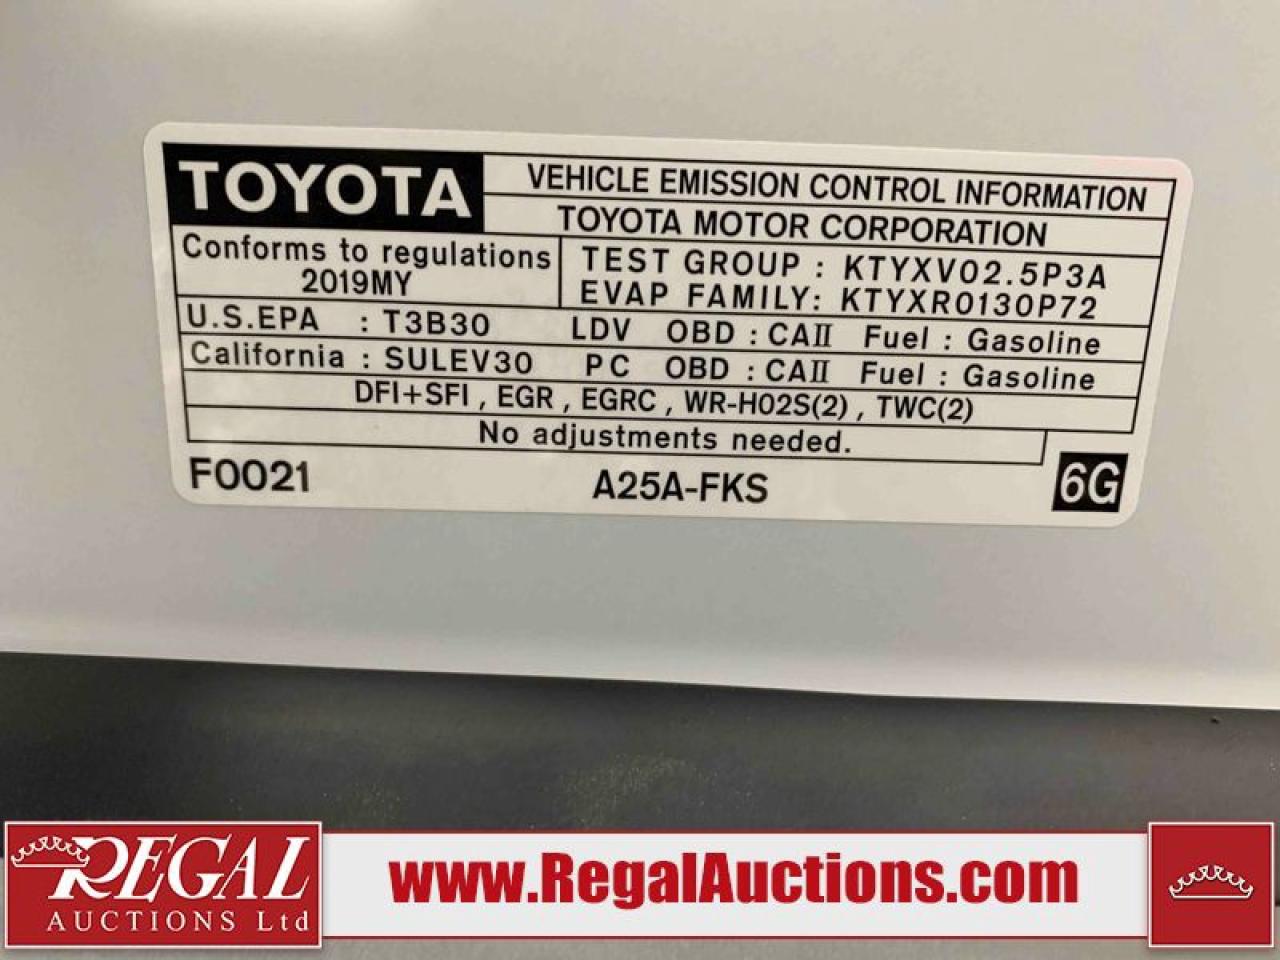 TOYOTA
VEHICLE EMISSION CONTROL INFORMATION
TOYOTA MOTOR CORPORATION
Conforms to regulations
2019MY
TEST GROUP : KTYXV02.5P3A
EVAP FAMILY: KTYXR0130P72
U.S.EPA : T3B30 LDV OBD : CAII Fuel : Gasoline
California : SULEV30 PC OBD : CAII Fuel : Gasoline
DFI+SFI , EGR , EGRC , WR-HO2S(2) , TWC(2)
No adjustments needed.
F0021 A25A-FKS 6G
REGAL
AUCTIONS Ltd
www.RegalAuctions.com